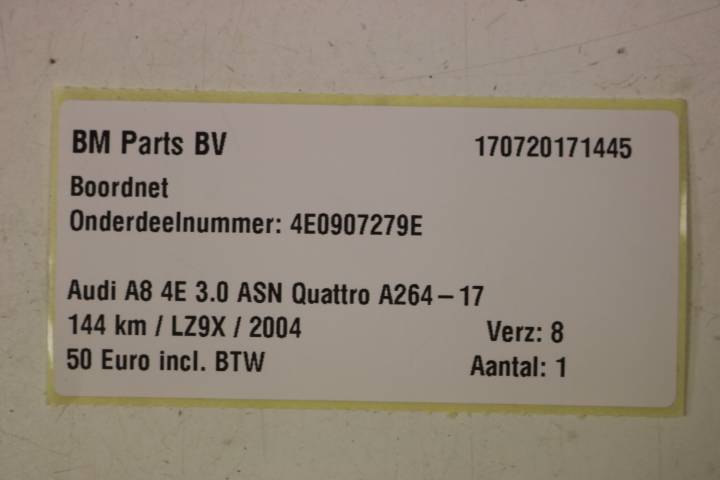 BM Parts BV 170720171445
Boordnet
Onderdeelnummer: 4E0907279E
Audi A8 4E 3.0 ASN Quattro A264-17
144 km / LZ9X / 2004 Verz: 8
50 Euro incl. BTW Aantal: 1